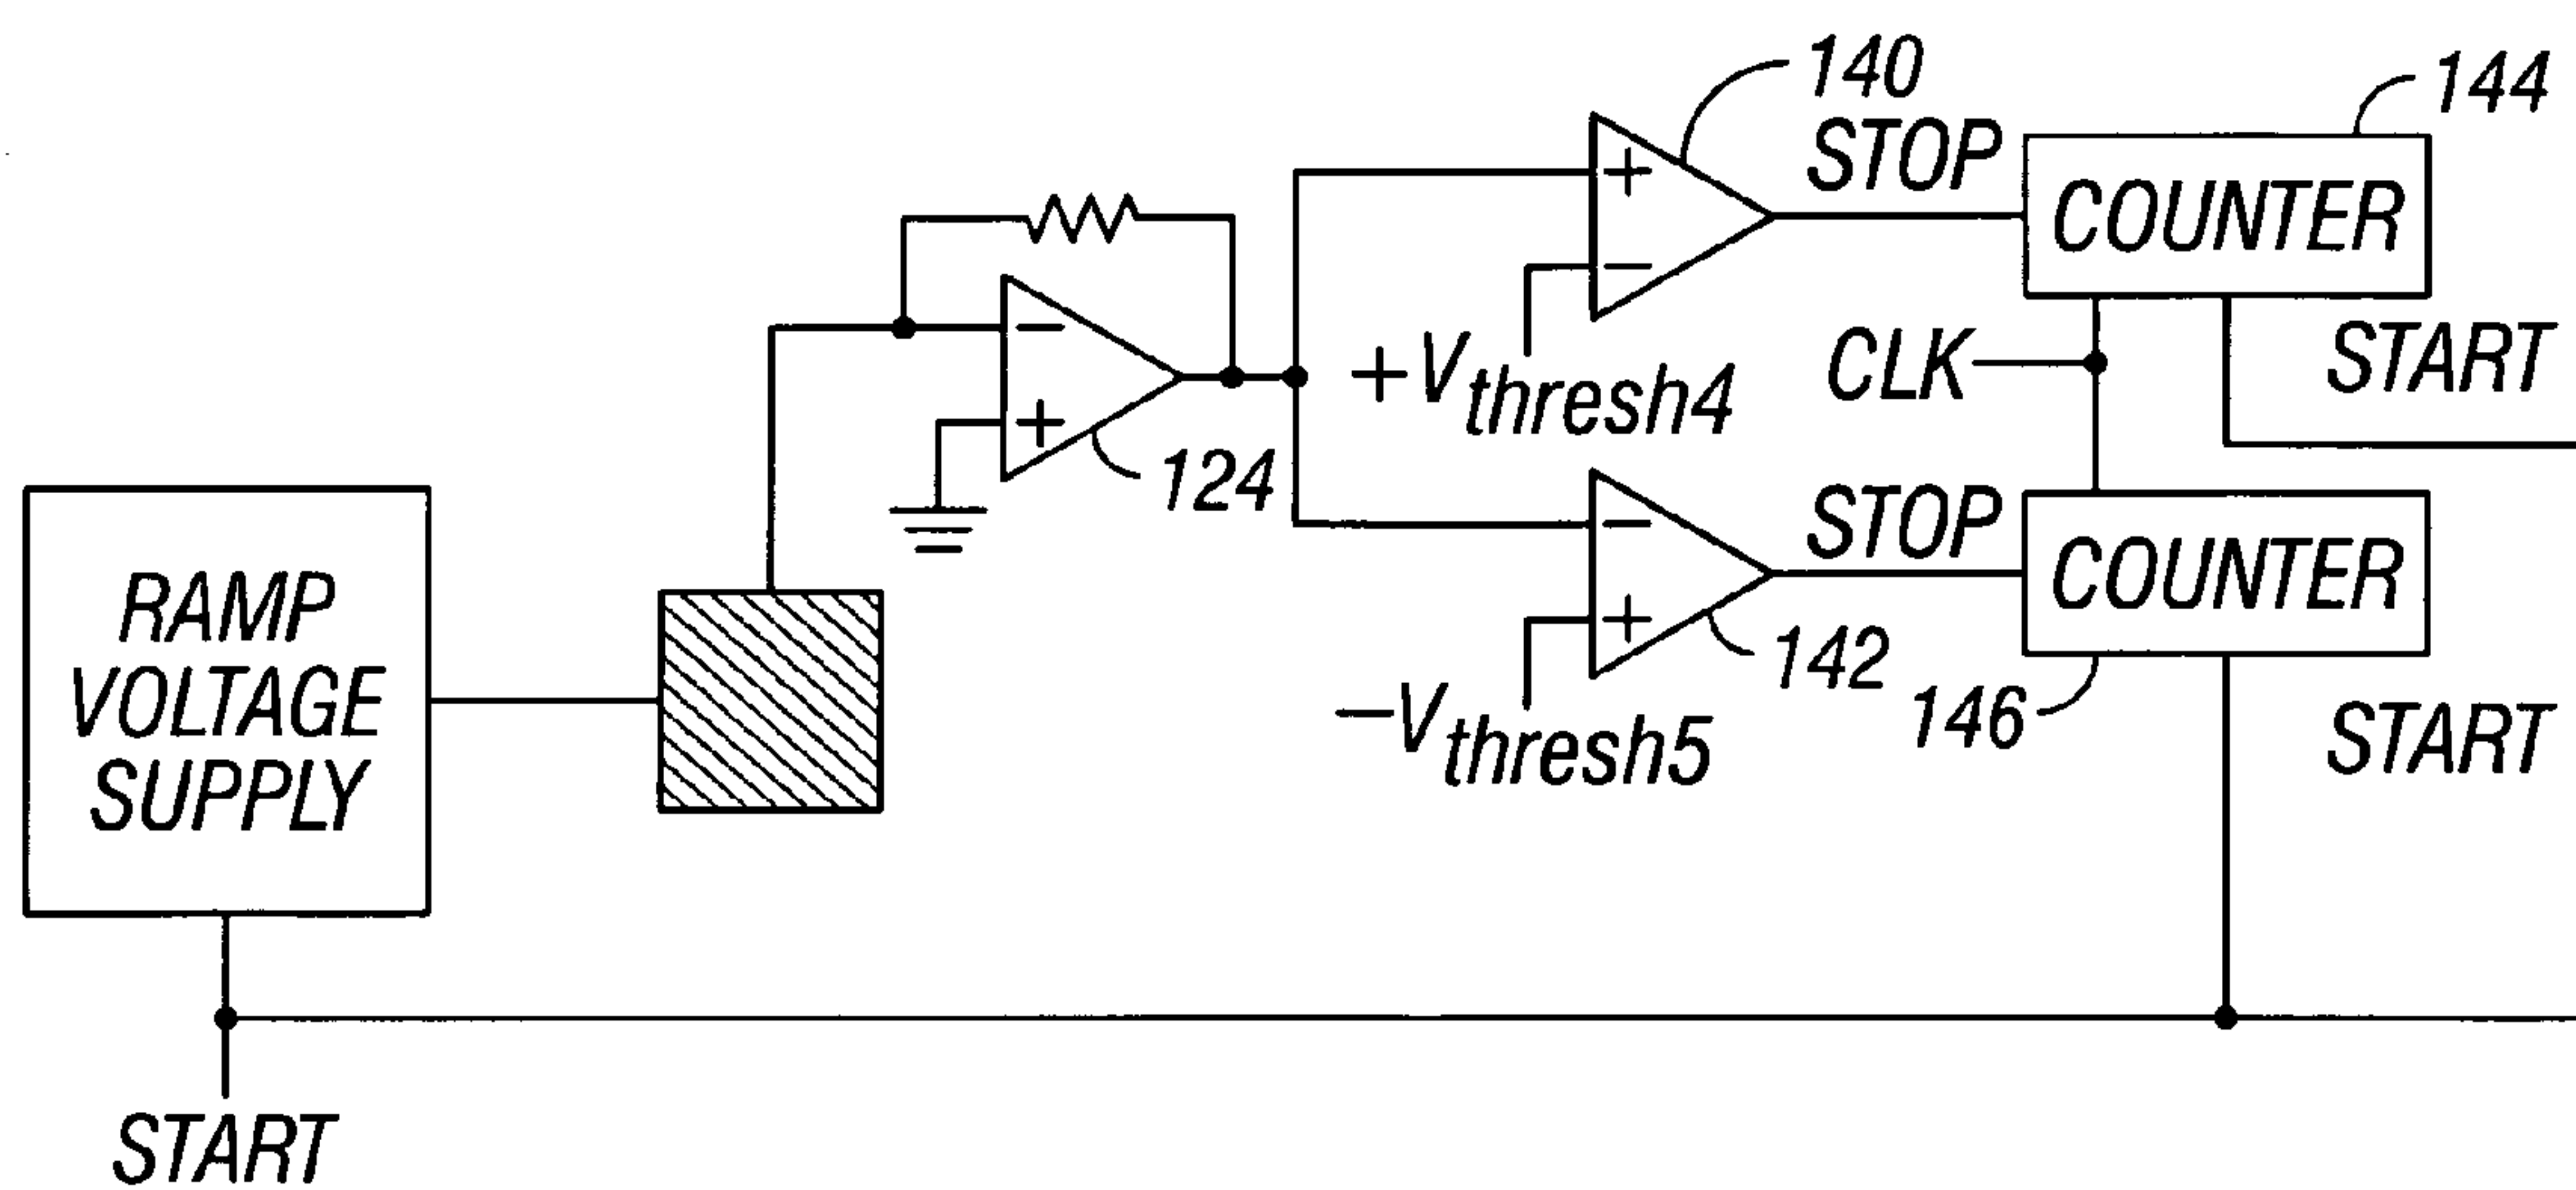 140
144
STOP
COUNTER
+
−
−
+
124
+Vthresh4
CLK
START
RAMP
VOLTAGE
SUPPLY
STOP
COUNTER
−
+
142
146
−Vthresh5
START
START